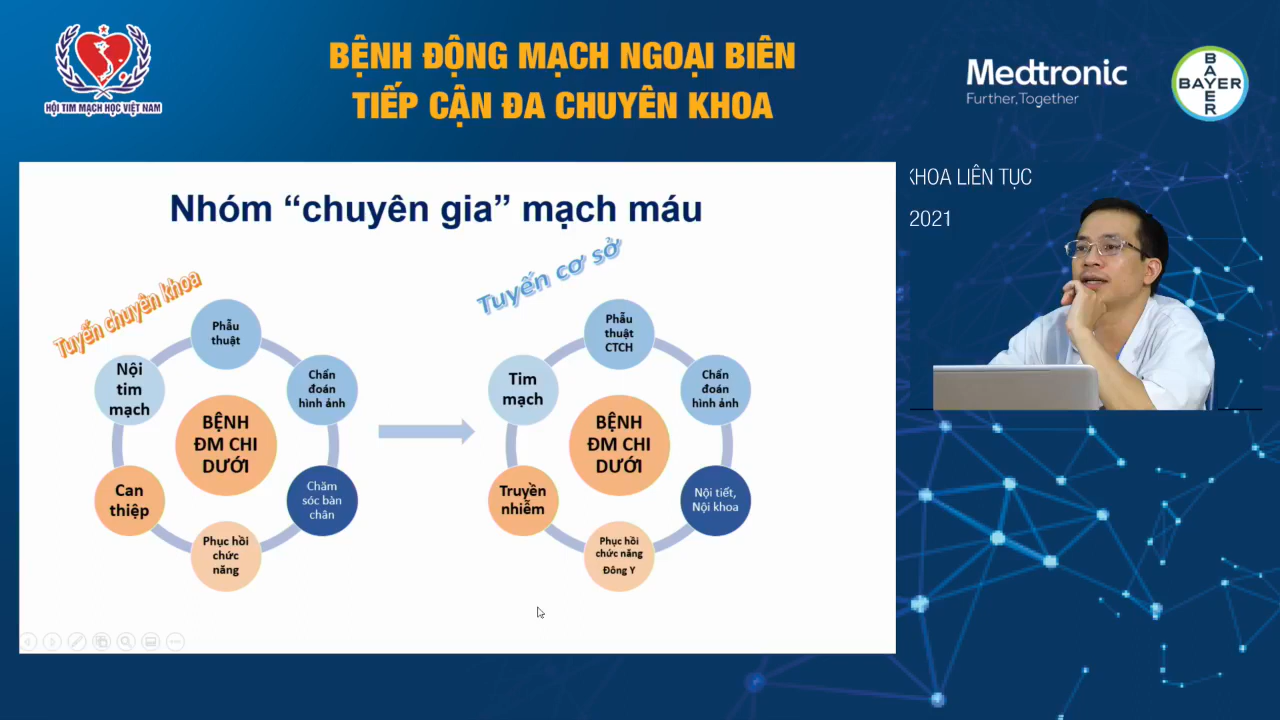 HỘI TIM MẠCH HỌC VIỆT NAM
BỆNH ĐỘNG MẠCH NGOẠI BIÊN
TIẾP CẬN ĐA CHUYÊN KHOA
Medtronic
Further, Together
BAYER
BAYER
KHOA LIÊN TỤC
2021
Nhóm “chuyên gia” mạch máu
Tuyến chuyên khoa
Phẫu
thuật
Chẩn
đoán
hình ảnh
Chăm
sóc bàn
chân
Phục hồi
chức
năng
Can
thiệp
Nội
tim
mạch
BỆNH
ĐM CHI
DƯỚI
Tuyến cơ sở
Phẫu
thuật
CTCH
Chẩn
đoán
hình ảnh
Nội tiết,
Nội khoa
Phục hồi
chức năng
Đông Y
Truyền
nhiễm
Tim
mạch
BỆNH
ĐM CHI
DƯỚI